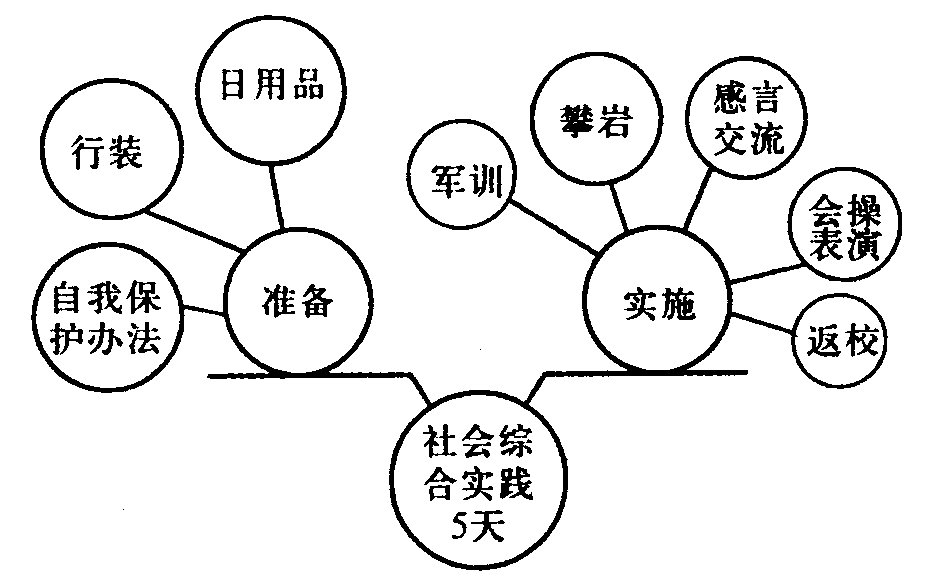 日用品
行装
自我保
护办法
准备
军训
攀岩
感言
交流
会操
表演
返校
实施
社会综
合实践
5天